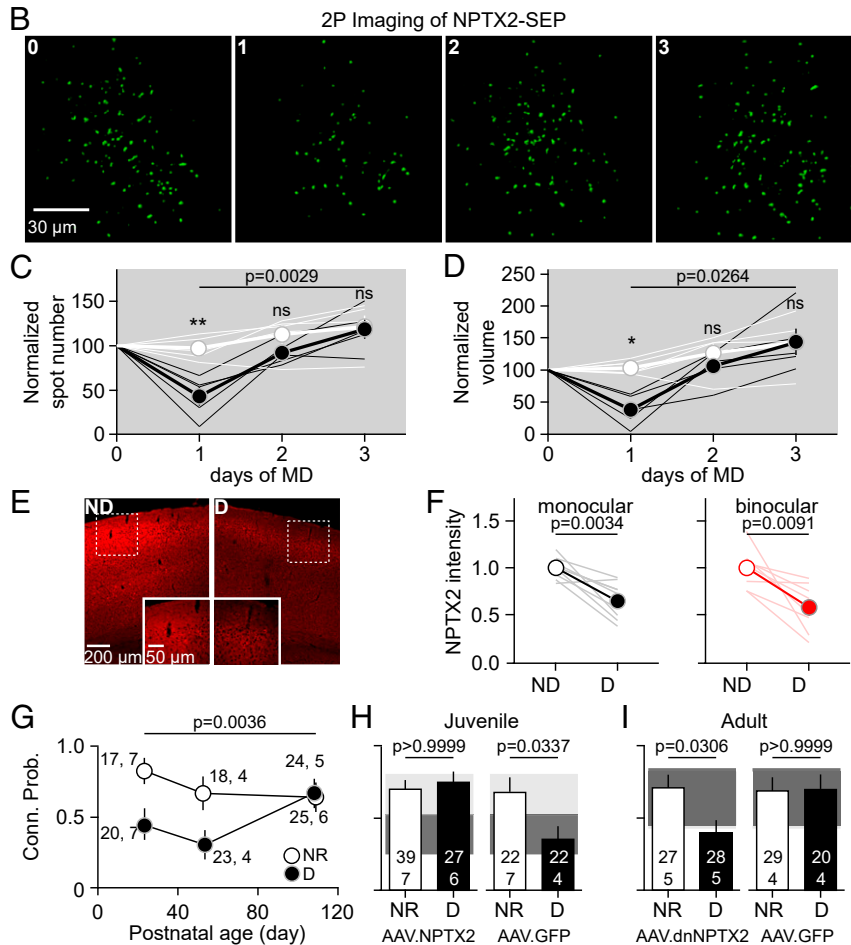 B
2P Imaging of NPTX2-SEP
0
1
2
3
30 µm
C
p=0.0029
**
ns
ns
Normalized
spot number
150
100
50
0
0
1
2
3
days of MD
D
p=0.0264
*
ns
ns
Normalized
volume
250
200
150
100
50
0
0
1
2
3
days of MD
E
ND
D
200 µm
50 µm
F
monocular
p=0.0034
binocular
p=0.0091
NPTX2 intensity
1.5
1.0
0.5
0.0
ND
D
ND
D
G
p=0.0036
Conn. Prob.
1.0
0.5
0
17, 7
18, 4
24, 5
25, 6
20, 7
23, 4
NR
D
0
40
80
120
Postnatal age (day)
H
Juvenile
p>0.9999
p=0.0337
39
7
27
6
22
7
22
4
NR
D
NR
D
AAV.NPTX2
AAV.GFP
I
Adult
p=0.0306
p>0.9999
27
5
28
5
29
4
20
4
NR
D
NR
D
AAV.dnNPTX2
AAV.GFP